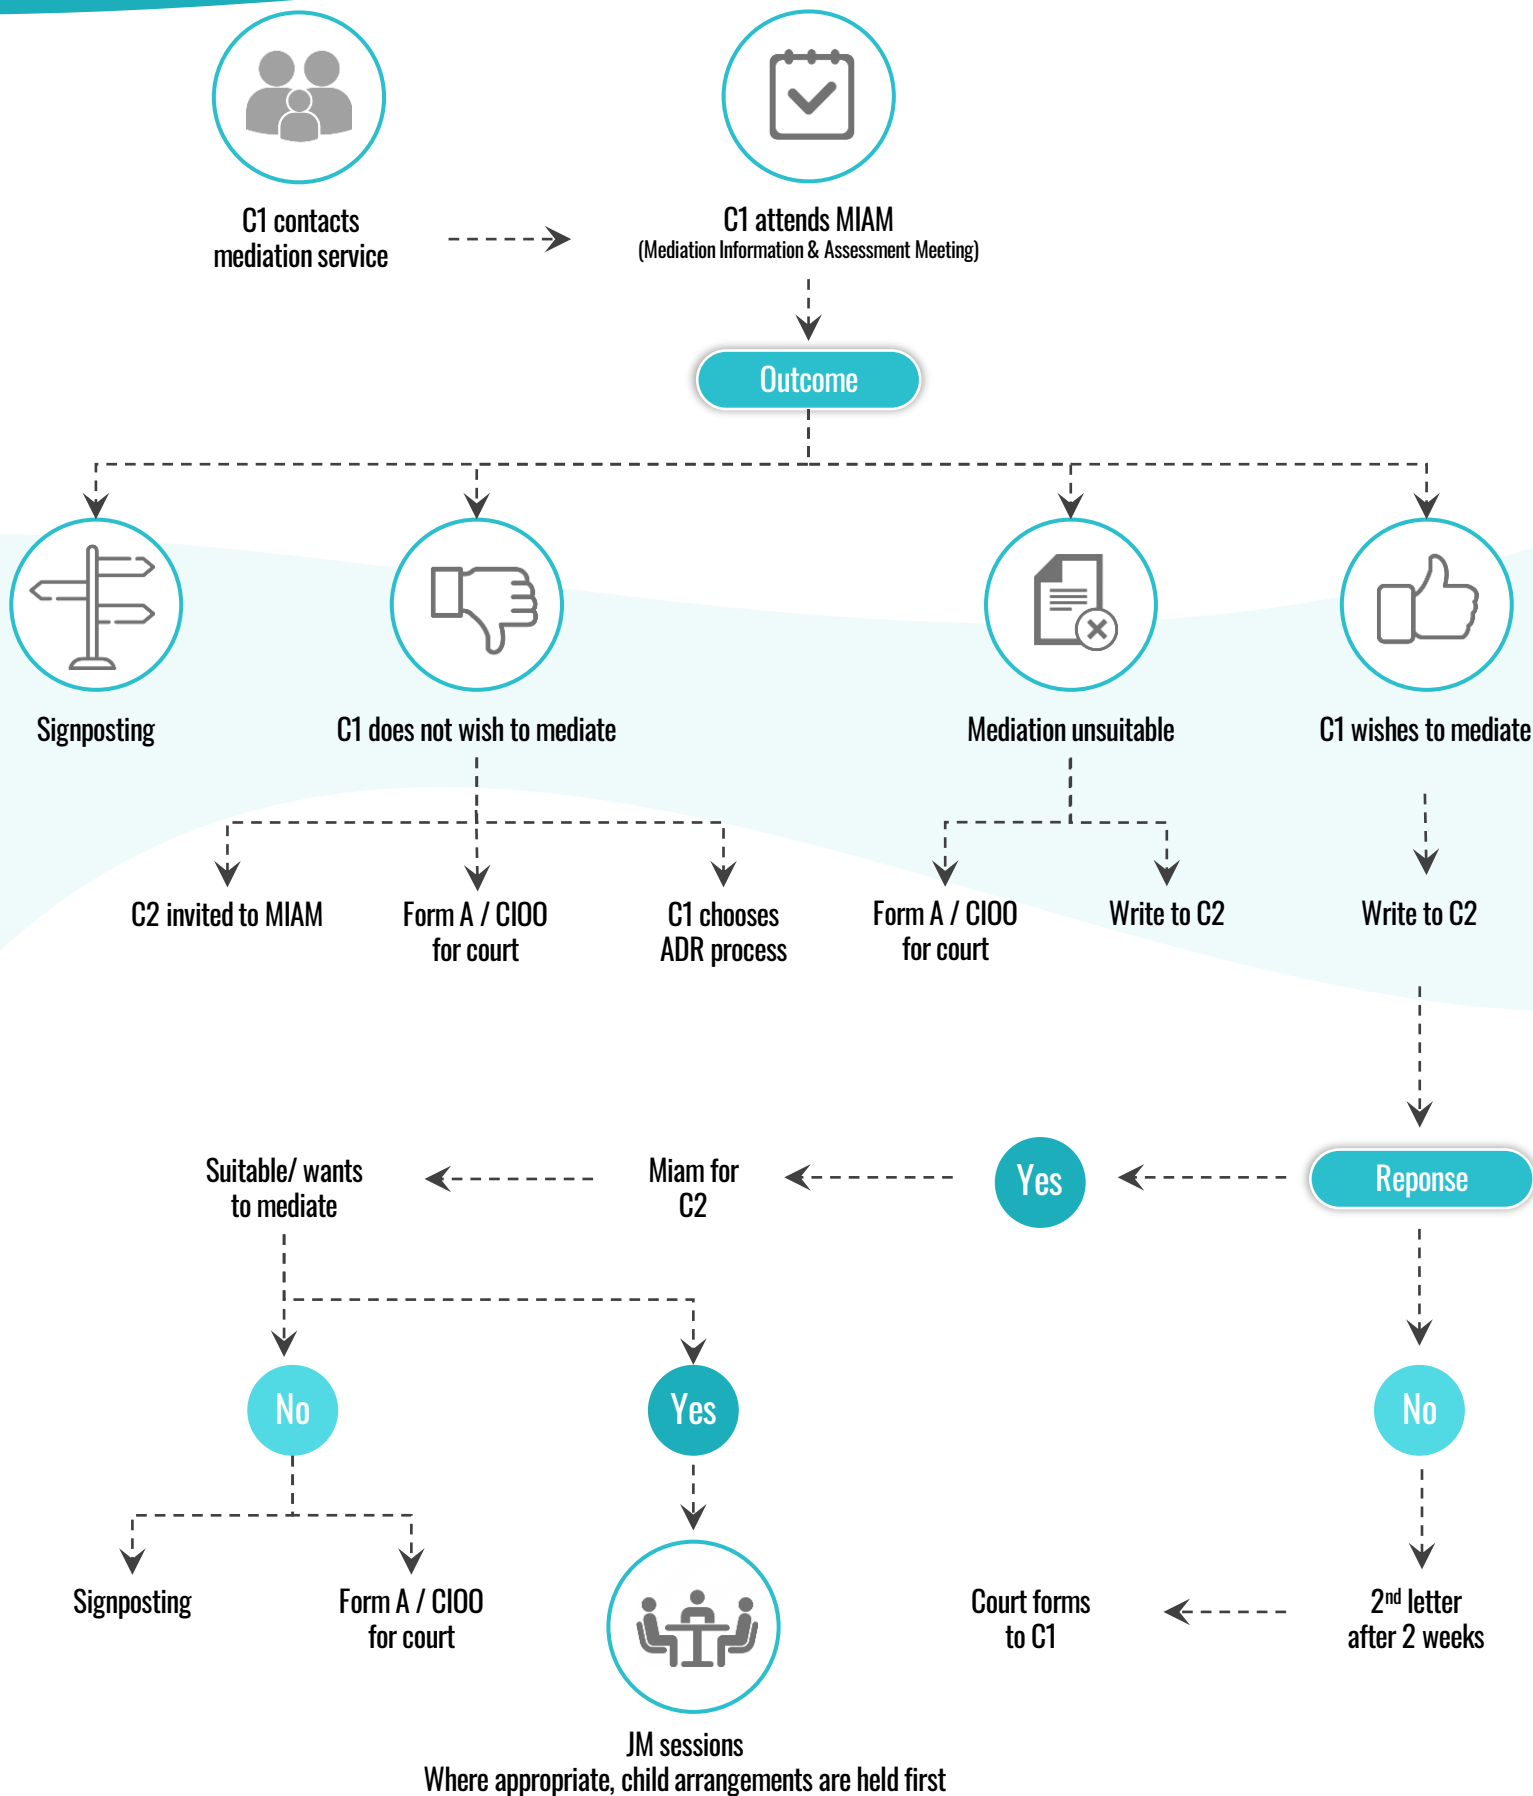 C1 contacts
mediation service
C1 attends MIAM
(Mediation Information & Assessment Meeting)
Outcome
Signposting
C1 does not wish to mediate
Mediation unsuitable
C1 wishes to mediate
C2 invited to MIAM
Form A / C100
for court
C1 chooses
ADR process
Form A / C100
for court
Write to C2
Write to C2
Suitable/ wants
to mediate
Miam for
C2
Yes
Reponse
No
Yes
No
Signposting
Form A / C100
for court
Court forms
to C1
2nd letter
after 2 weeks
JM sessions
Where appropriate, child arrangements are held first